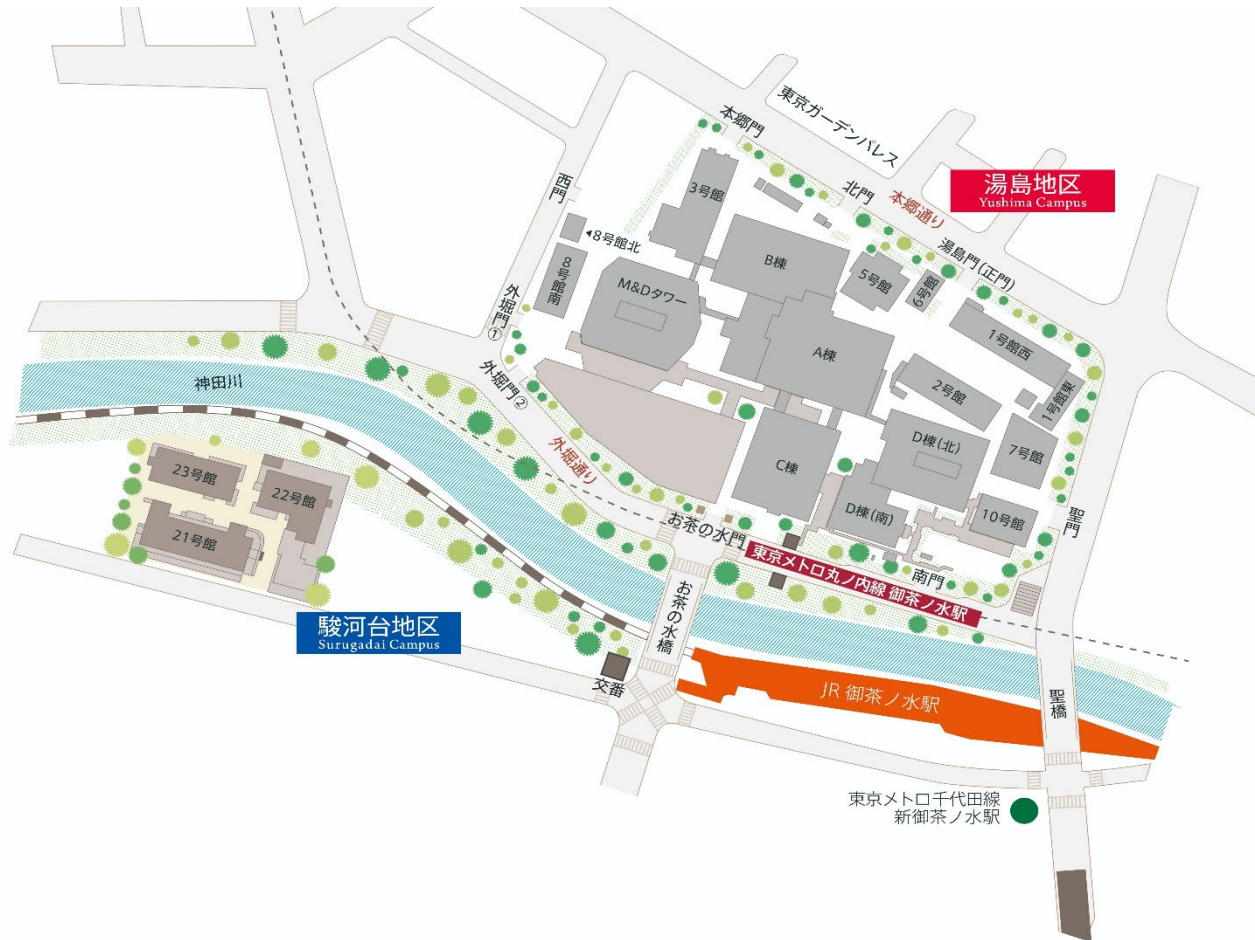 東京ガーデンパレス
本郷門
北門
本郷通り
湯島地区
Yushima Campus
湯島門(正門)
西門
3号館
◀8号館北
8号館南
M&Dタワー
B棟
5号館
6号館
1号館西
1号館東
A棟
2号館
7号館
外堀門①
外堀門②
外堀通り
C棟
D棟(北)
D棟(南)
10号館
聖門
神田川
23号館
22号館
21号館
お茶の水門
東京メトロ丸ノ内線 御茶ノ水駅
南門
駿河台地区
Surugadai Campus
お茶の水橋
交番
JR 御茶ノ水駅
聖橋
東京メトロ千代田線
新御茶ノ水駅